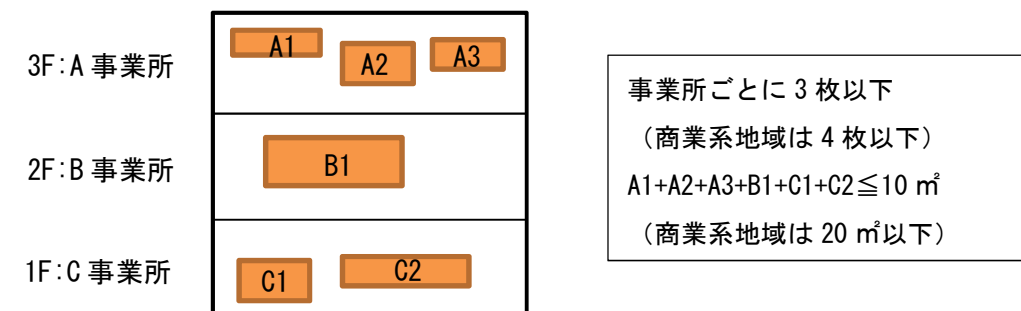 3F:A 事業所
A1
A2
A3
2F:B 事業所
B1
1F:C 事業所
C1
C2
事業所ごとに 3 枚以下
（商業系地域は 4 枚以下）
A1+A2+A3+B1+C1+C2≦10 ㎡
（商業系地域は 20 ㎡以下）